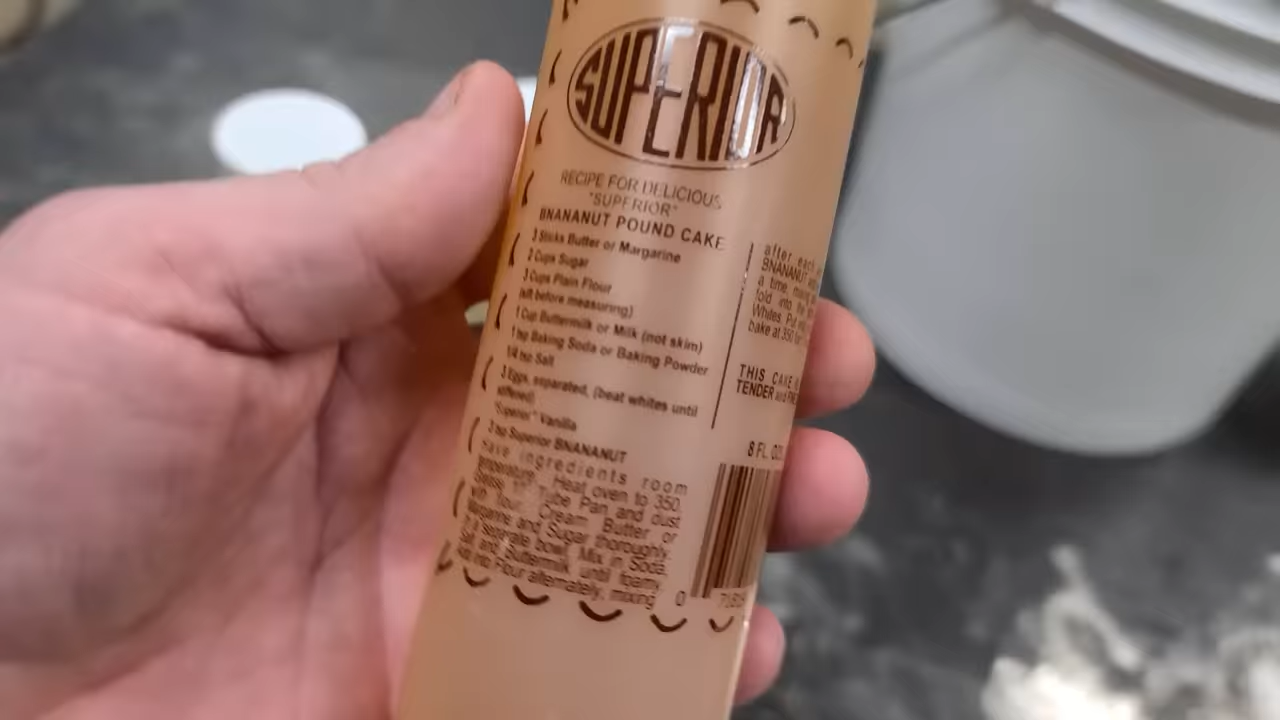 SUPERIOR
RECIPE FOR DELICIOUS
"SUPERIOR"
BNANANUT POUND CAKE
3 Sticks Butter or Margarine
2 Cups Sugar
3 Cups Plain Flour
(sift before measuring)
1 Cup Buttermilk or Milk (not skim)
1 tsp Baking Soda or Baking Powder
1/4 tsp Salt
3 Eggs, separated, (beat whites until
stiffened)
"Superior" Vanilla
2 tsp Superior BNANANUT
Have ingredients room
temperature. Heat oven to 350.
Tube Pan and dust
with flour. Cream Butter or
Margarine and Sugar thoroughly.
In a separate bowl, Mix in Soda,
Salt and Buttermilk until foamy.
Add into Flour alternately, mixing
after each
BNANANUT
a time, mixing
fold into the
Whites. Put
bake at 350
THIS CAKE
TENDER and
8 FL. OZ.
0